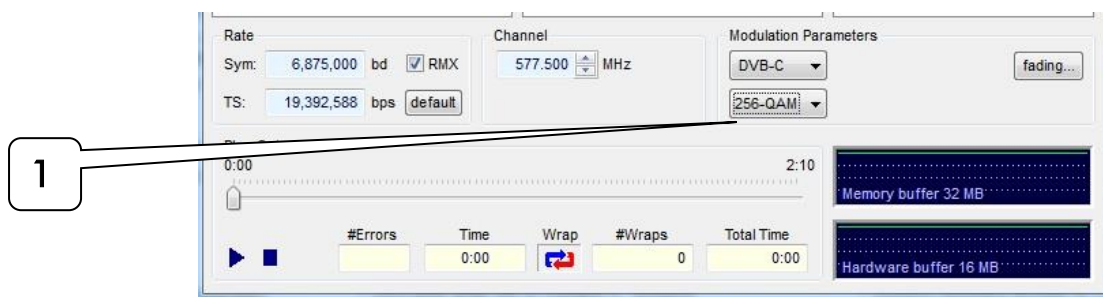 Rate
Channel
Modulation Parameters
Sym: 6,875,000 bd RMX 577.500 MHz DVB-C fading...
TS: 19,392,588 bps default 256-QAM
1
0:00 2:10
Memory buffer 32 MB
#Errors Time Wrap #Wraps Total Time
0:00 0 0:00
Hardware buffer 16 MB